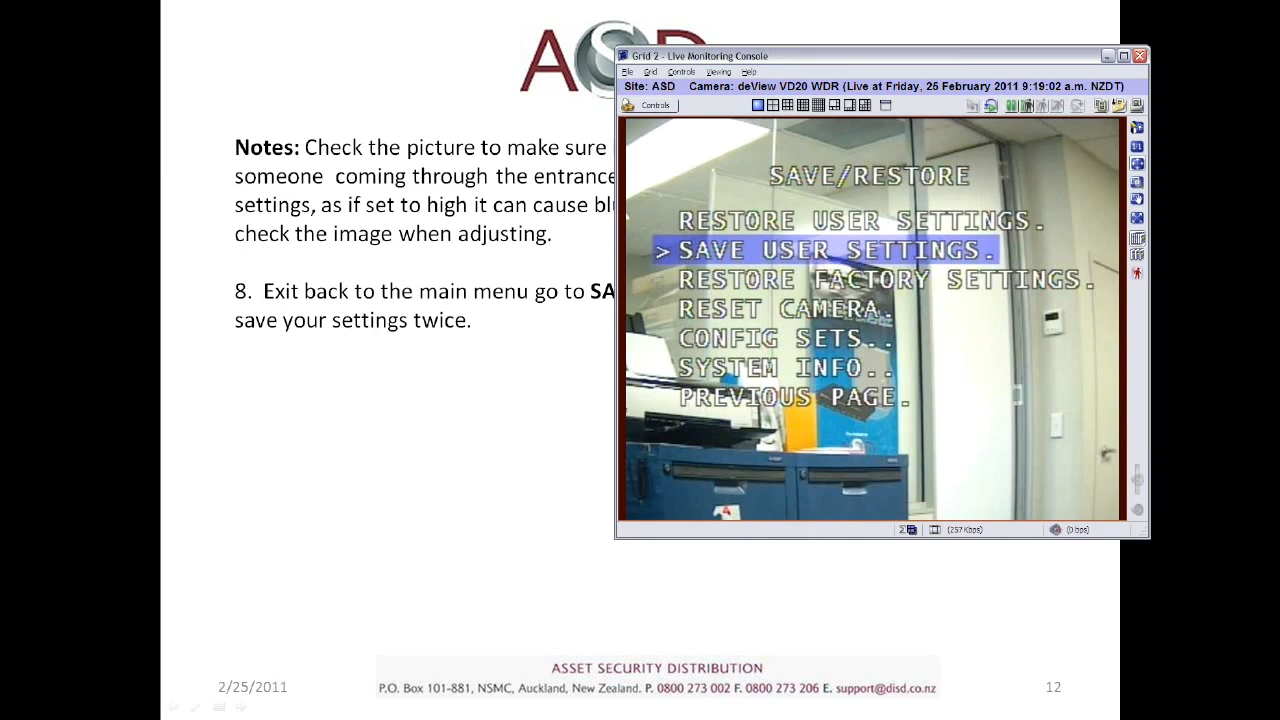 ASD
Notes: Check the picture to make sure
someone coming through the entrance
settings, as if set to high it can cause
check the image when adjusting.
8. Exit back to the main menu go to SA
save your settings twice.
Grid 2 - Live Monitoring Console
File Grid Controls Viewing Help
Site: ASD Camera: deView VD20 WDR (Live at Friday, 25 February 2011 9:19:02 a.m. NZDT)
Controls
SAVE/RESTORE
RESTORE USER SETTINGS.
> SAVE USER SETTINGS.
RESTORE FACTORY SETTINGS.
RESET CAMERA.
CONFIG SETS..
SYSTEM INFO..
PREVIOUS PAGE.
(257 Kbps) (0 bps)
ASSET SECURITY DISTRIBUTION
P.O. Box 101-881, NSMC, Auckland, New Zealand. P. 0800 273 002 F. 0800 273 206 E. support@disd.co.nz
2/25/2011
12